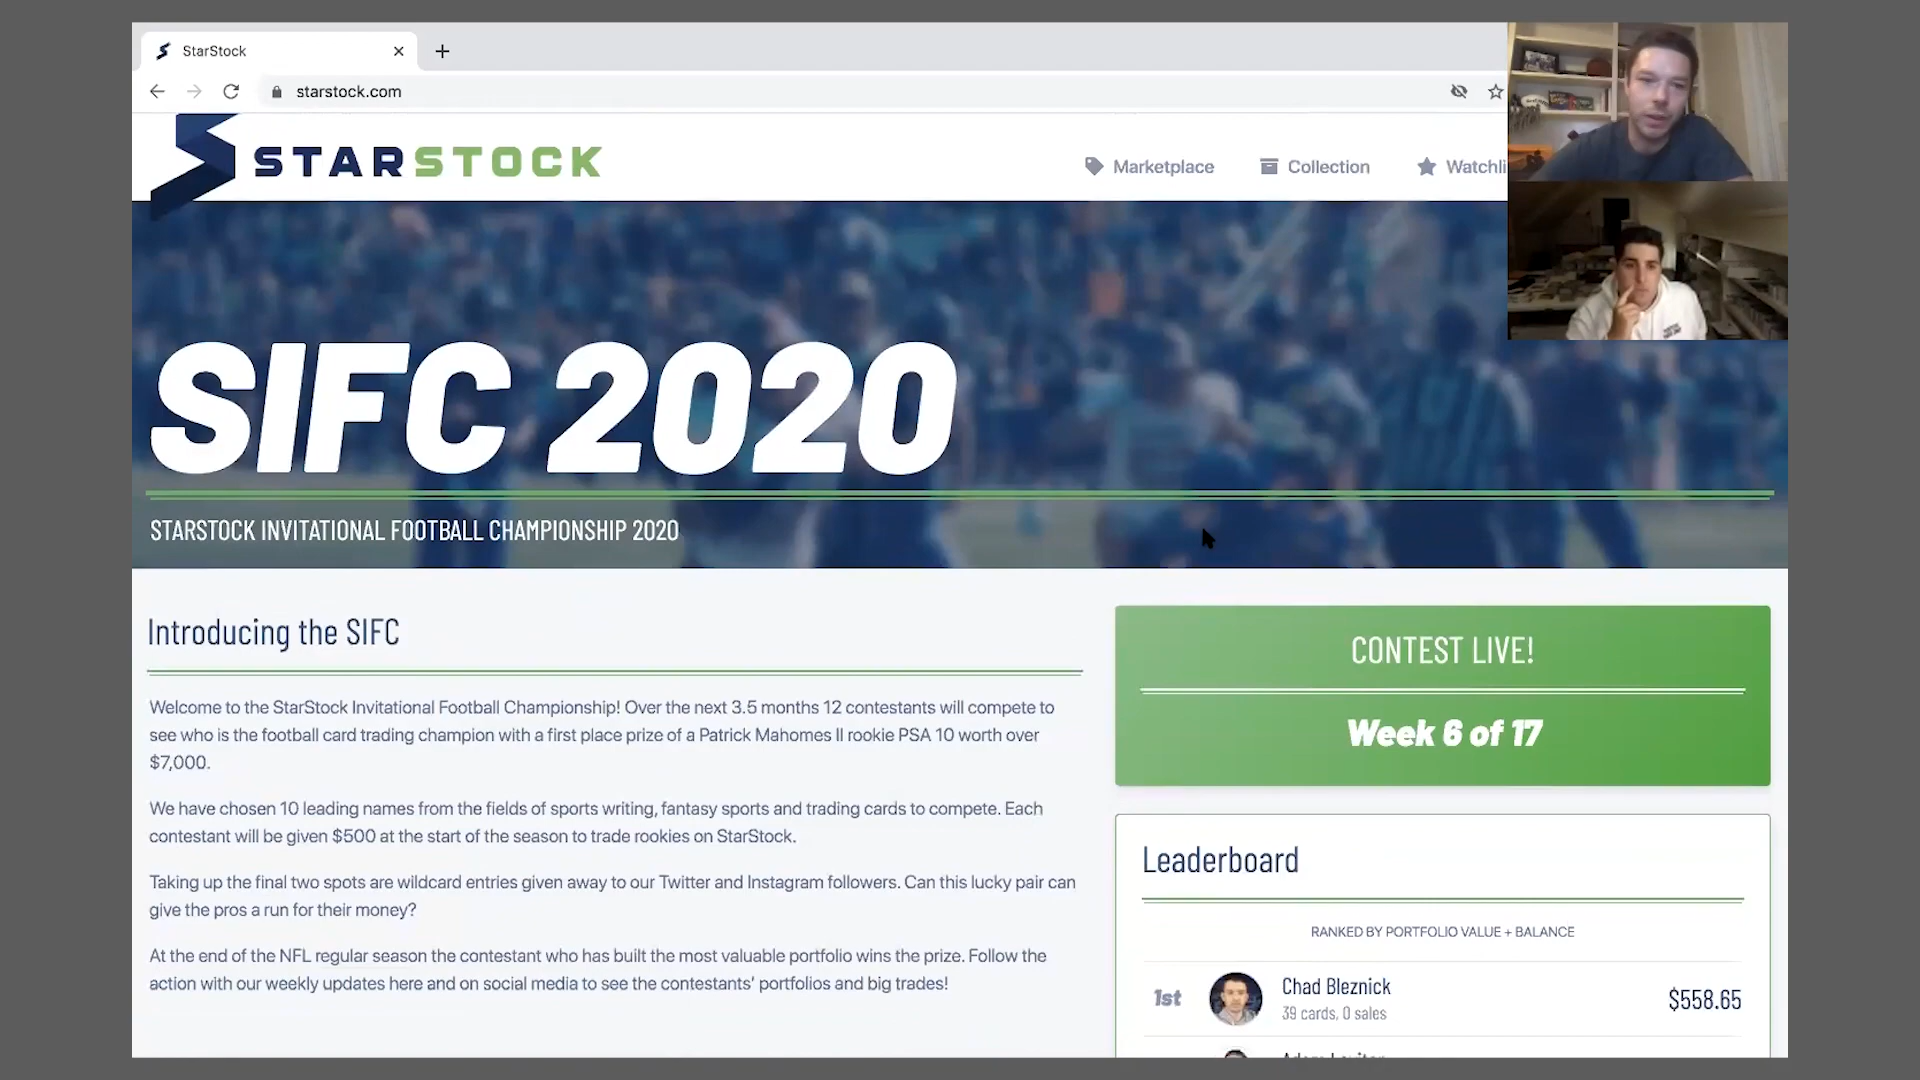 StarStock
starstock.com
STARSTOCK
Marketplace
Collection
Watchli
SIFC 2020
STARSTOCK INVITATIONAL FOOTBALL CHAMPIONSHIP 2020
Introducing the SIFC
Welcome to the StarStock Invitational Football Championship! Over the next 3.5 months 12 contestants will compete to
see who is the football card trading champion with a first place prize of a Patrick Mahomes II rookie PSA 10 worth over
$7,000.
We have chosen 10 leading names from the fields of sports writing, fantasy sports and trading cards to compete. Each
contestant will be given $500 at the start of the season to trade rookies on StarStock.
Taking up the final two spots are wildcard entries given away to our Twitter and Instagram followers. Can this lucky pair can
give the pros a run for their money?
At the end of the NFL regular season the contestant who has built the most valuable portfolio wins the prize. Follow the
action with our weekly updates here and on social media to see the contestants' portfolios and big trades!
CONTEST LIVE!
Week 6 of 17
Leaderboard
RANKED BY PORTFOLIO VALUE + BALANCE
1st
Chad Bleznick
$558.65
39 cards, 0 sales